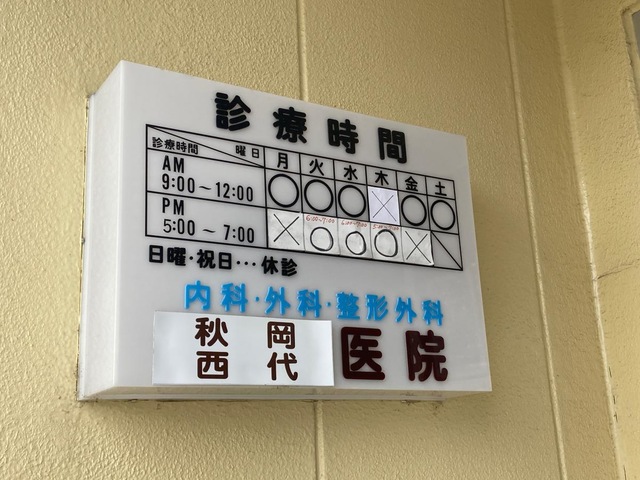 診療時間
診療時間 曜日 月 火 水 木 金 土
AM 9:00～12:00 ○ ○ ○ × ○ ○
PM 5:00～7:00 × ○ ○ ○ ×
日曜・祝日…休診
内科・外科・整形外科
秋岡
西代
医院